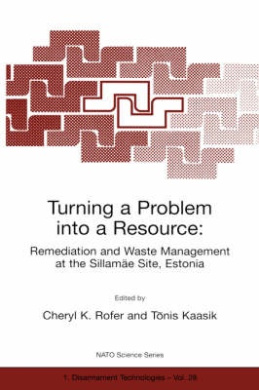 Turning a Problem
into a Resource:
Remediation and Waste Management
at the Sillamäe Site, Estonia
Edited by
Cheryl K. Rofer and Tõnis Kaasik
NATO Science Series
1. Disarmament Technologies – Vol. 28